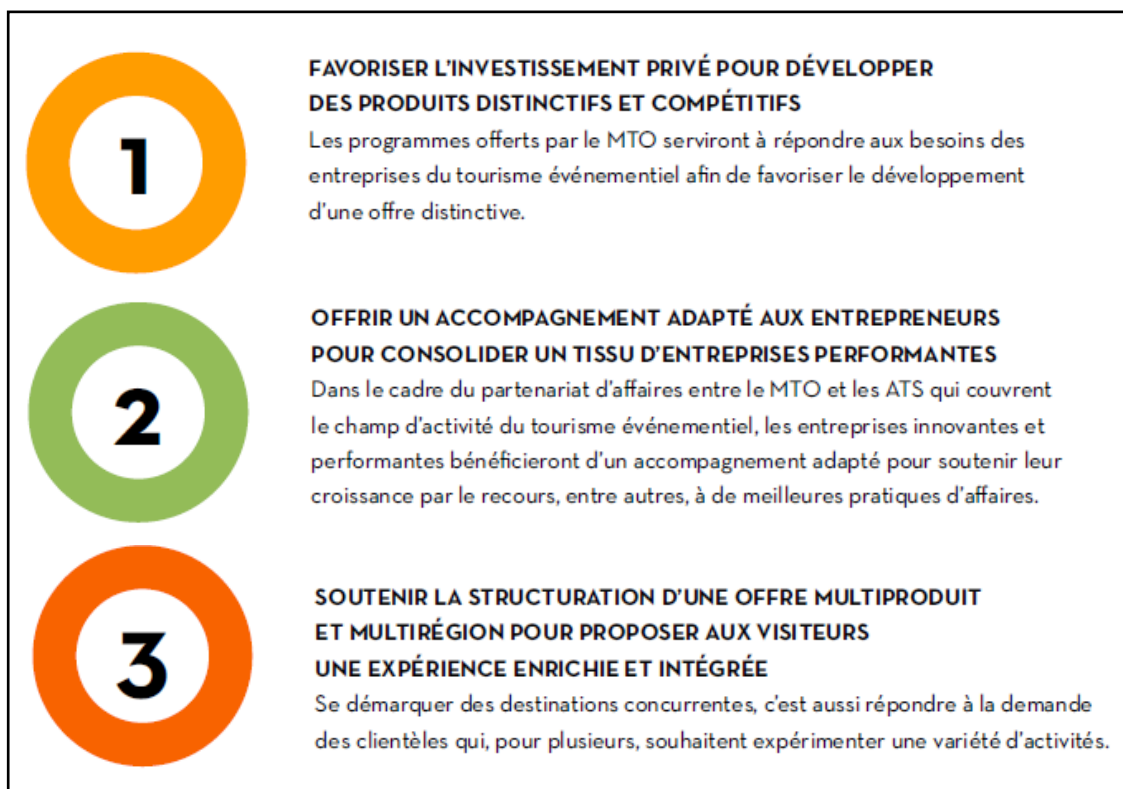 1
FAVORISER L'INVESTISSEMENT PRIVÉ POUR DÉVELOPPER
DES PRODUITS DISTINCTIFS ET COMPÉTITIFS
Les programmes offerts par le MTO serviront à répondre aux besoins des
entreprises du tourisme événementiel afin de favoriser le développement
d'une offre distinctive.
2
OFFRIR UN ACCOMPAGNEMENT ADAPTÉ AUX ENTREPRENEURS
POUR CONSOLIDER UN TISSU D'ENTREPRISES PERFORMANTES
Dans le cadre du partenariat d'affaires entre le MTO et les ATS qui couvrent
le champ d'activité du tourisme événementiel, les entreprises innovantes et
performantes bénéficieront d'un accompagnement adapté pour soutenir leur
croissance par le recours, entre autres, à de meilleures pratiques d'affaires.
3
SOUTENIR LA STRUCTURATION D'UNE OFFRE MULTIPRODUIT
ET MULTIRÉGION POUR PROPOSER AUX VISITEURS
UNE EXPÉRIENCE ENRICHIE ET INTÉGRÉE
Se démarquer des destinations concurrentes, c'est aussi répondre à la demande
des clientèles qui, pour plusieurs, souhaitent expérimenter une variété d'activités.